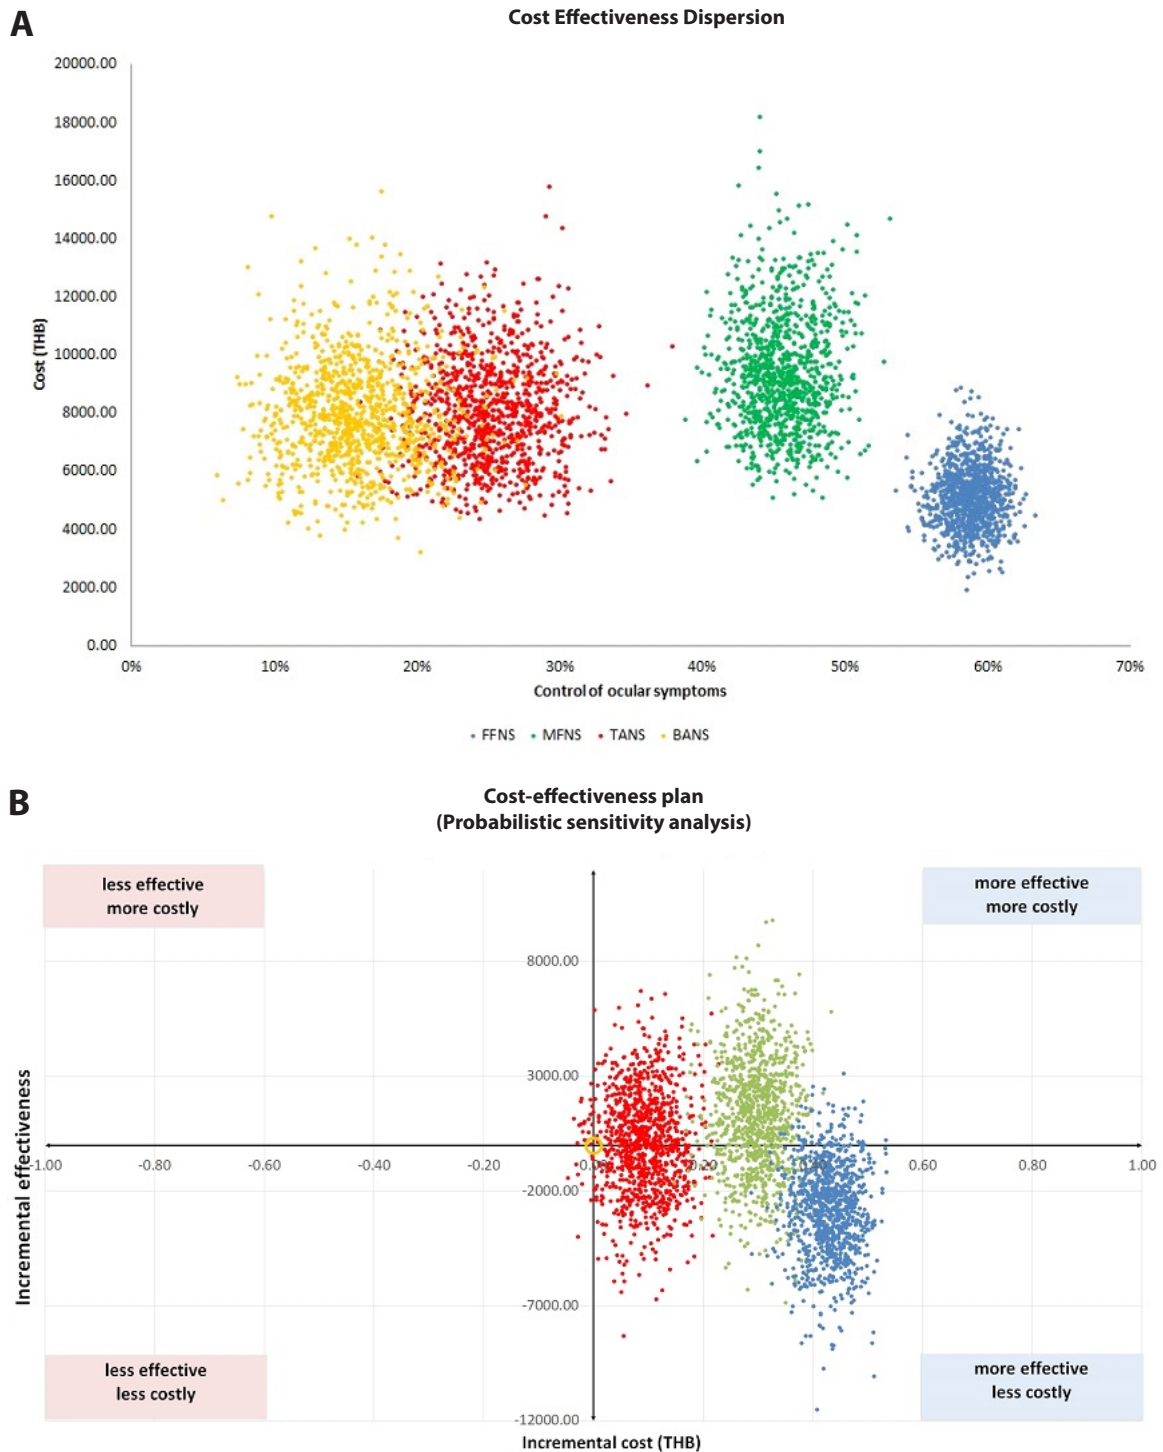 A
Cost Effectiveness Dispersion
20000.00
18000.00
16000.00
14000.00
12000.00
10000.00
8000.00
6000.00
4000.00
2000.00
0.00
Cost (THB)
0% 10% 20% 30% 40% 50% 60% 70%
Control of ocular symptoms
FFNS MFNS TANS BANS
B
Cost-effectiveness plan
(Probabilistic sensitivity analysis)
less effective
more costly
more effective
more costly
8000.00
3000.00
Incremental effectiveness
-1.00 -0.80 -0.60 -0.40 -0.20 0.00 0.20 0.40 0.60 0.80 1.00
-2000.00
-7000.00
less effective
less costly
more effective
less costly
-12000.00
Incremental cost (THB)